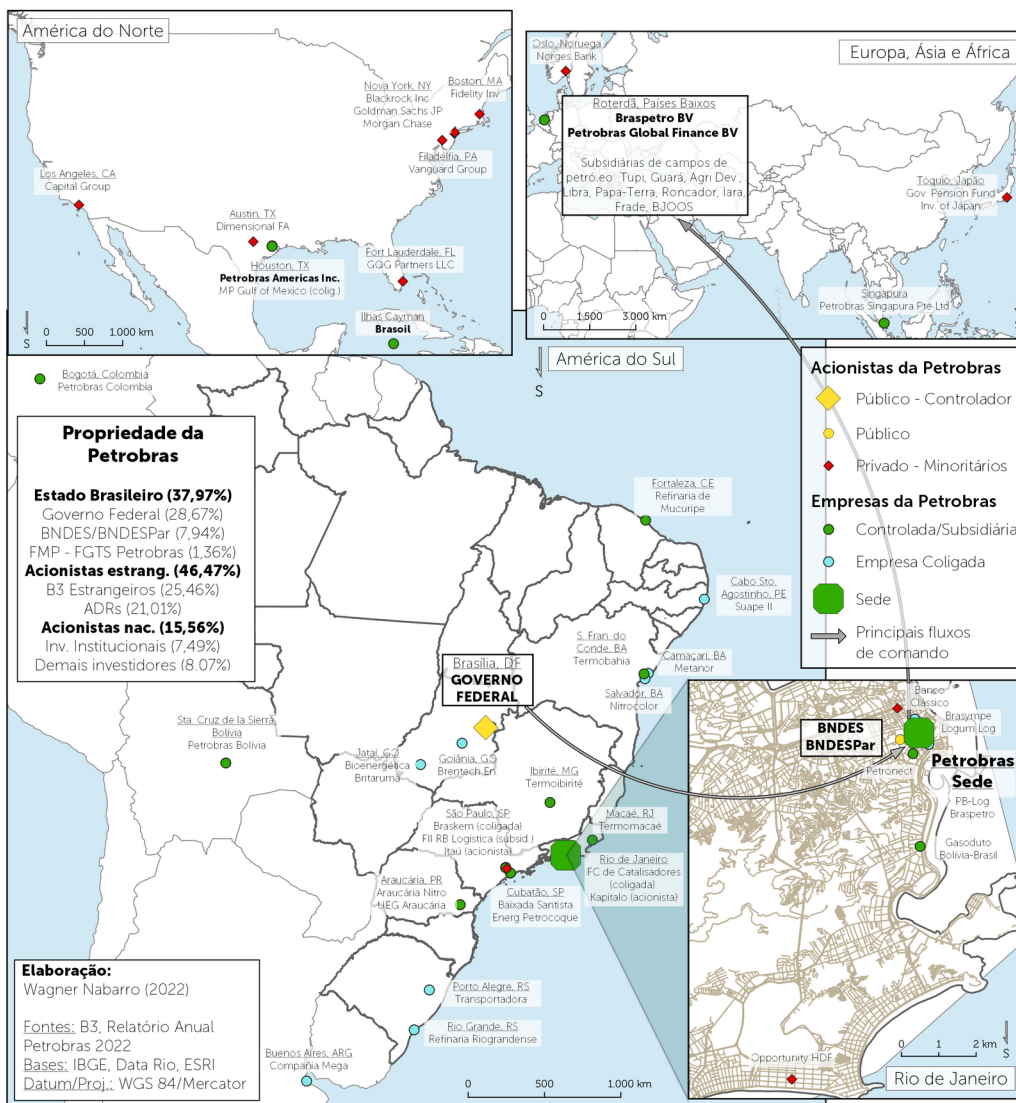 América do Norte
Nova York, NY
Blackrock Inc
Goldman Sachs JP
Morgan Chase
Boston, MA
Fidelity Inv
Filadélfia, PA
Vanguard Group
Los Angeles, CA
Capital Group
Austin, TX
Dimensional FA
Houston, TX
Petrobras Americas Inc.
MP Gulf of Mexico (colig.)
Fort Lauderdale, FL
GQG Partners LLC
Ilhas Cayman
Brasoil
S
0 500 1.000 km
Europa, Ásia e África
Oslo, Noruega
Norges Bank
Roterdã, Países Baixos
Braspetro BV
Petrobras Global Finance BV
Subsidiárias de campos de
petróleo Tupi, Guará, Agri Dev,
Libra, Papa-Terra, Roncador, Iara,
Frade, BJOOS
Tóquio, Japão
Gov. Pension Fund
Inv. of Japan
Singapura
Petrobras Singapura Pte Ltd
0 1.500 3.000 km
América do Sul
S
Acionistas da Petrobras
Público - Controlador
Público
Privado - Minoritários
Empresas da Petrobras
Controlada/Subsidiária
Empresa Coligada
Sede
Principais fluxos
de comando
Bogotá, Colombia
Petrobras Colombia
Propriedade da
Petrobras
Estado Brasileiro (37,97%)
Governo Federal (28,67%)
BNDES/BNDESPar (7,94%)
FMP - FGTS Petrobras (1,36%)
Acionistas estrang. (46,47%)
B3 Estrangeiros (25,46%)
ADRs (21,01%)
Acionistas nac. (15,56%)
Inv. Institucionais (7,49%)
Demais investidores (8.07%)
Fortaleza, CE
Refinaria de
Mucuripe
Cabo Sto.
Agostinho, PE
Suape II
S. Fran. do
Conde, BA
Termobahia
Camaçari, BA
Metanor
Salvador, BA
Nitrocolor
Brasília, DF
GOVERNO
FEDERAL
Sta. Cruz de la Sierra,
Bolívia
Petrobras Bolívia
Jataí, GO
Bioenergética
Britarumã
Goiânia, GO
Brentech En.
Ibirité, MG
Termoibirité
São Paulo, SP
Braskem (coligada)
FII RB Logística (subsid.)
Itaú (acionista)
Macaé, RJ
Termomacaé
Rio de Janeiro
FC de Catalisadores
(coligada)
Kapitalo (acionista)
Araucária, PR
Araucária Nitro
UEG Araucária
Cubatão, SP
Baixada Santista
Energ Petrocoque
Porto Alegre, RS
Transportadora
Rio Grande, RS
Refinaria Riograndense
Buenos Aires, ARG
Compañia Mega
0 500 1.000 km
Banco
Clássico
BNDES
BNDESPar
Brasympe
Logum Log
Petronect
Petrobras
Sede
PB-Log
Braspetro
Gasoduto
Bolívia-Brasil
Opportunity HDF
S
0 1 2 km
Rio de Janeiro
Elaboração:
Wagner Nabarro (2022)
Fontes: B3, Relatório Anual
Petrobras 2022
Bases: IBGE, Data Rio, ESRI
Datum/Proj.: WGS 84/Mercator